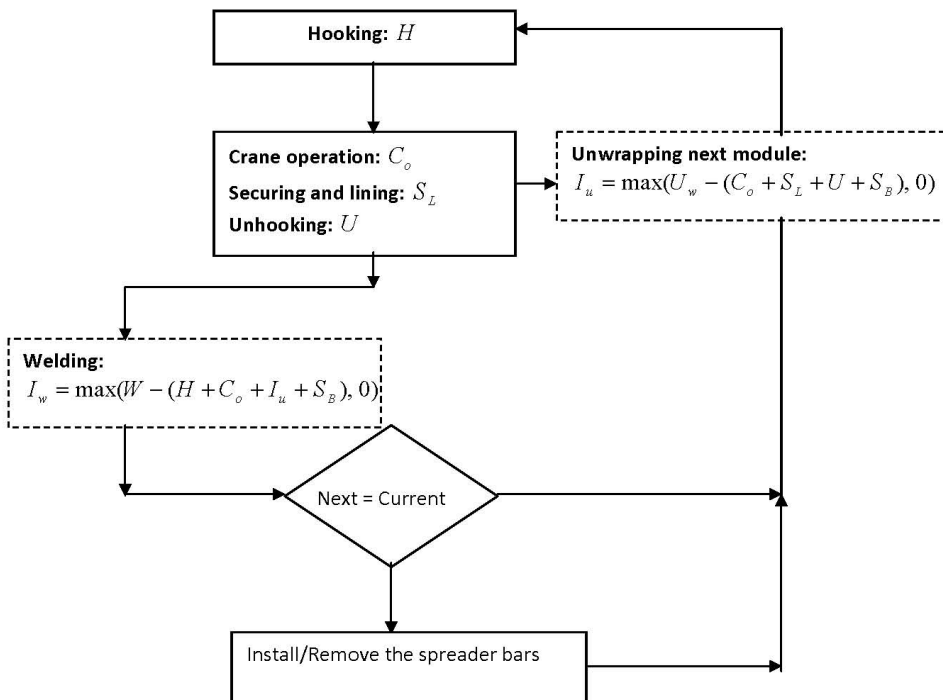 Hooking: H
Crane operation: C_o
Securing and lining: S_L
Unhooking: U
Unwrapping next module:
I_u = max(U_w − (C_o + S_L + U + S_B), 0)
Welding:
I_w = max(W − (H + C_o + I_u + S_B), 0)
Next = Current
Install/Remove the spreader bars